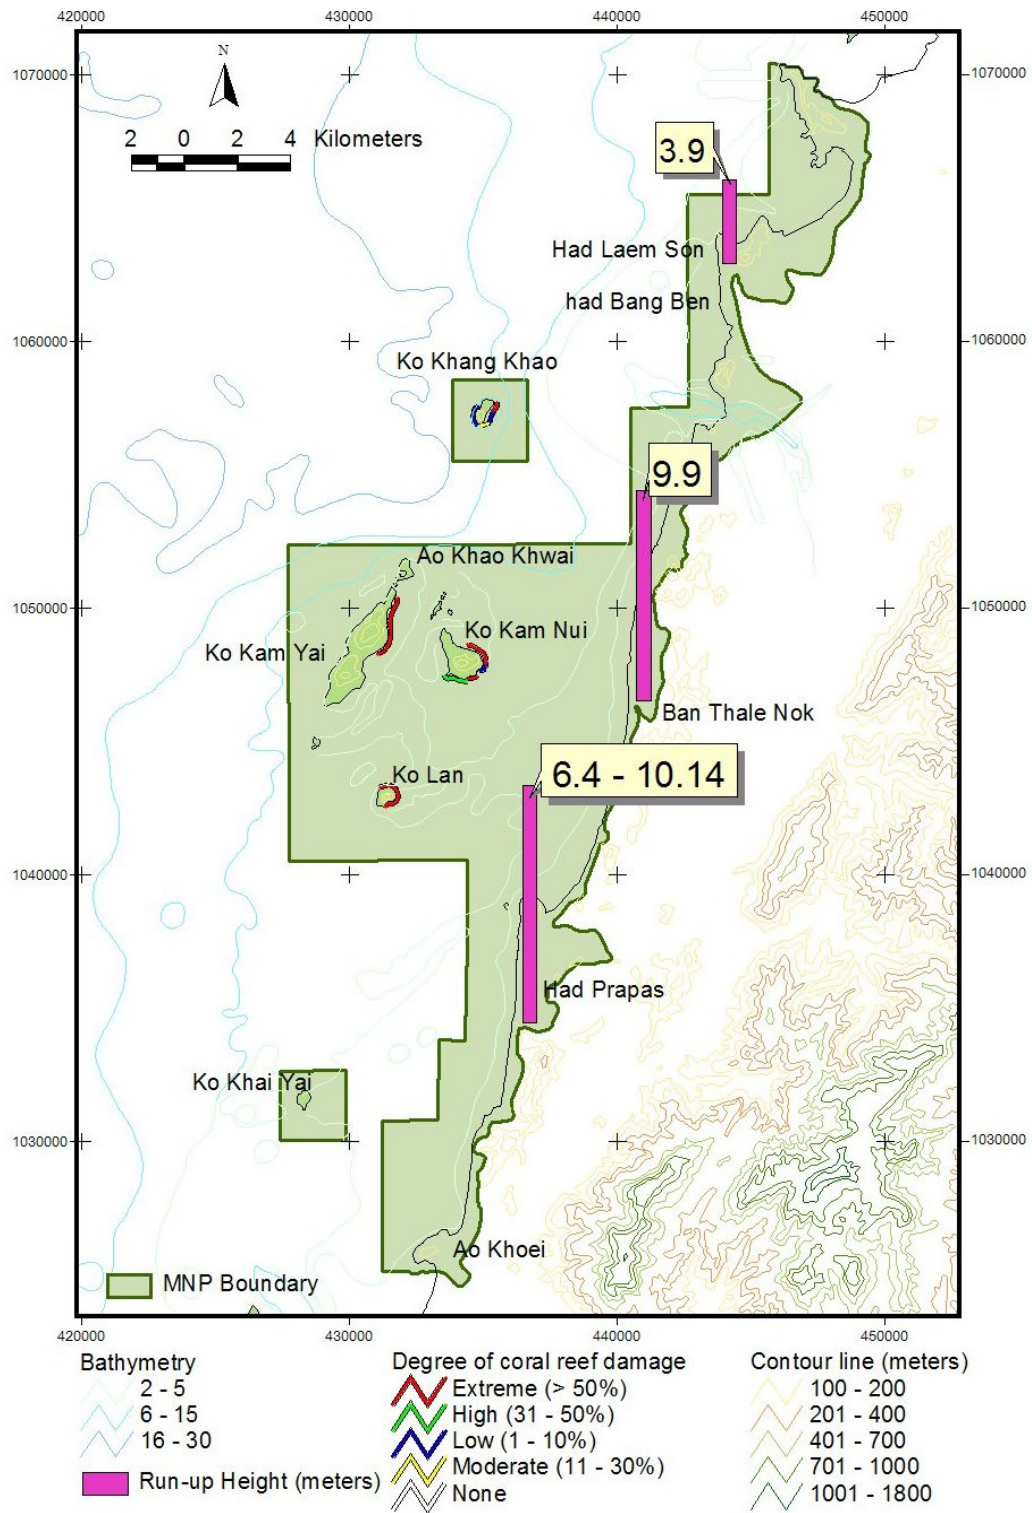 420000 430000 440000 450000
1070000 1070000
N
2 0 2 4 Kilometers
3.9
Had Laem Son
had Bang Ben
1060000 1060000
Ko Khang Khao
9.9
Ao Khao Khwai
1050000 1050000
Ko Kam Nui
Ko Kam Yai
Ban Thale Nok
6.4 - 10.14
Ko Lan
1040000 1040000
Had Prapas
Ko Khai Yai
1030000 1030000
Ao Khoei
MNP Boundary
420000 430000 440000 450000
Bathymetry
2 - 5
6 - 15
16 - 30
Run-up Height (meters)
Degree of coral reef damage
Extreme (> 50%)
High (31 - 50%)
Low (1 - 10%)
Moderate (11 - 30%)
None
Contour line (meters)
100 - 200
201 - 400
401 - 700
701 - 1000
1001 - 1800